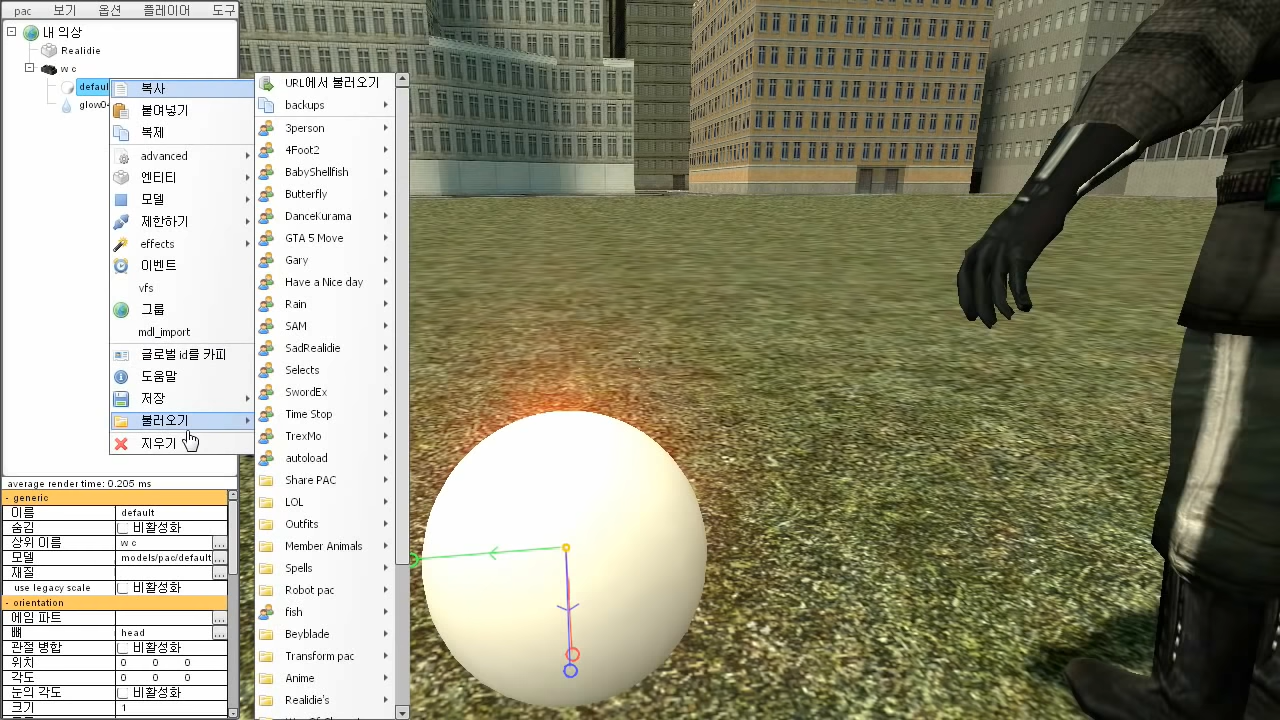 pac 보기 옵션 플레이어 도구
내 의상
Realidie
w c
defaul
glow04
복사
붙여넣기
복제
advanced
엔티티
모델
제한하기
effects
이벤트
vfs
그룹
mdl_import
글로벌 id를 카피
도움말
저장
불러오기
지우기
URL에서 불러오기
backups
3person
4Foot2
BabyShellfish
Butterfly
DanceKurama
GTA 5 Move
Gary
Have a Nice day
Rain
SAM
SadRealidie
Selects
SwordEx
Time Stop
TrexMo
autoload
Share PAC
LOL
Outfits
Member Animals
Spells
Robot pac
fish
Beyblade
Transform pac
Anime
Realidie's
average render time: 0.205 ms
- generic
이름 default
숨김 비활성화
상위 이름 w c ...
모델 models/pac/default ...
재질 ...
use legacy scale 비활성화
- orientation
에임 파트 ...
뼈 head ...
관절 병합 비활성화
위치 0 0 0
각도 0 0 0
눈의 각도 비활성화
크기 1